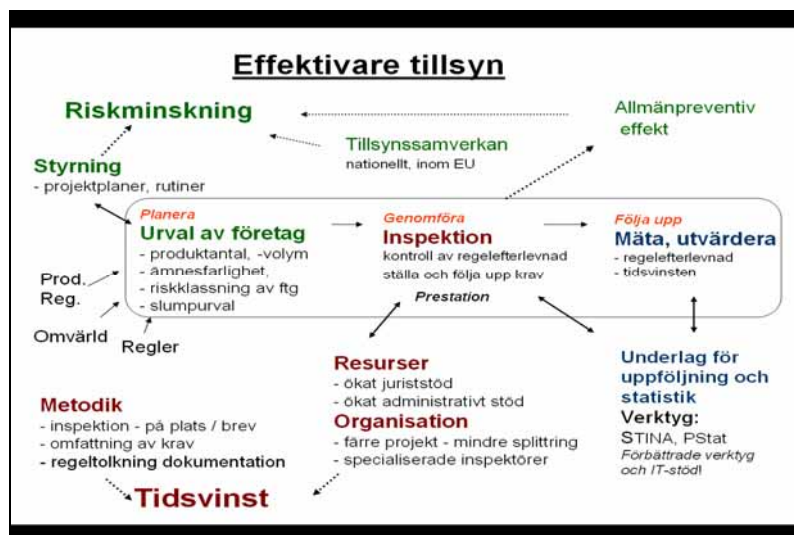 Effektivare tillsyn
Riskminskning
Allmänpreventiv
effekt
Tillsynssamverkan
nationellt, inom EU
Styrning
- projektplaner, rutiner
Planera
Urval av företag
- produktantal, -volym
- ämnesfarlighet,
- riskklassning av ftg
- slumpurval
Genomföra
Inspektion
kontroll av regelefterlevnad
ställa och följa upp krav
Prestation
Följa upp
Mäta, utvärdera
- regelefterlevnad
- tidsvinsten
Prod.
Reg.
Omvärld
Regler
Metodik
- inspektion - på plats / brev
- omfattning av krav
- regeltolkning dokumentation
Resurser
- ökat juriststöd
- ökat administrativt stöd
Organisation
- färre projekt - mindre splittring
- specialiserade inspektörer
Underlag för
uppföljning och
statistik
Verktyg:
STINA, PStat
Förbättrade verktyg
och IT-stöd!
Tidsvinst